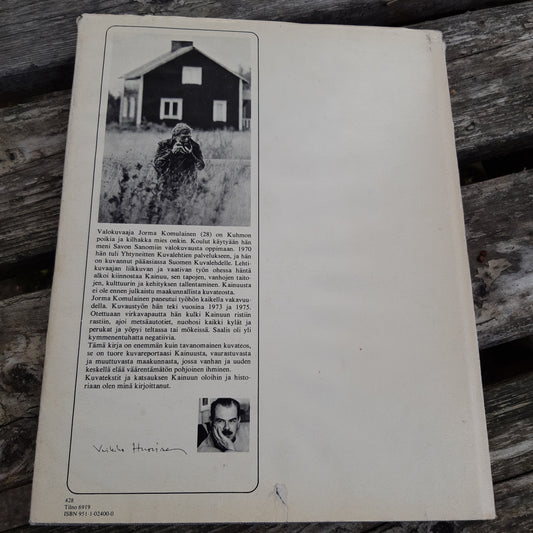 Valokuvaaja Jorma Komulainen (28) on Kuhmon
poikia ja kilhakka mies onkin. Koulut käytyään hän
meni Savon Sanomiin valokuvausta oppimaan. 1970
hän tuli Yhtyneitten Kuvalehtien palvelukseen, ja hän
on kuvannut pääasiassa Suomen Kuvalehdelle. Lehti-
kuvaajan liikkuvan ja vaativan työn ohessa häntä
alkoi kiinnostaa Kainuu, sen tapojen, vanhojen taito-
jen, kulttuurin ja kehityksen tallentaminen. Kainuusta
ei ole ennen julkaistu maakunnallista kuvateosta.
Jorma Komulainen paneutui työhön kaikella vakavuu-
della. Kuvaustyön hän teki vuosina 1973 ja 1975.
Otettuaan virkavapautta hän kulki Kainuun ristiin
rastiin, ajoi metsäautotiet, nuohosi kaikki kylät ja
perukat ja yöpyi teltassa tai mökeissä. Saalis oli yli
kymmenentuhatta negatiivia.
Tämä kirja on enemmän kuin tavanomainen kuvateos,
se on tuore kuvareportaasi Kainuusta, vaurastuvasta
ja muuttuvasta maakunnasta, jossa vanhan ja uuden
keskellä elää väärentämätön pohjoinen ihminen.
Kuvatekstit ja katsauksen Kainuun oloihin ja histo-
riaan olen minä kirjoittanut.
Veikko Huovinen
428
Tilno 6919
ISBN 951-1-02400-0